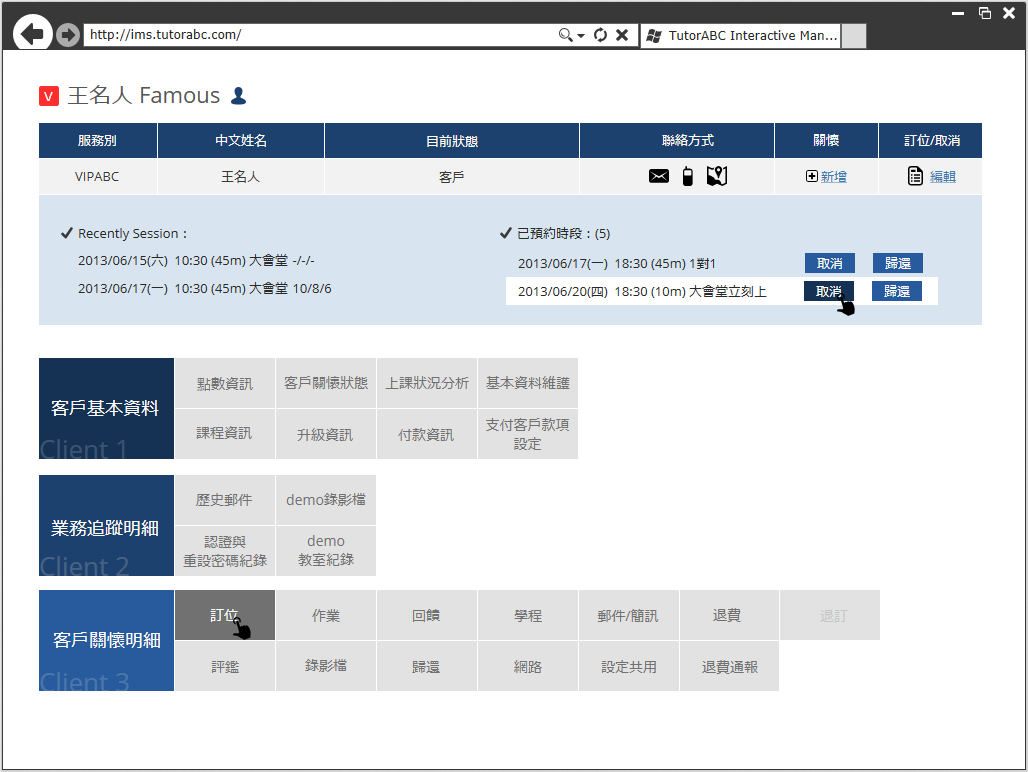 http://ims.tutorabc.com/
TutorABC Interactive Man...
V 王名人 Famous
服務別 中文姓名 目前狀態 聯絡方式 關懷 訂位/取消
VIPABC 王名人 客戶 新增 編輯
Recently Session：
2013/06/15(六) 10:30 (45m) 大會堂 -/-/-
2013/06/17(一) 10:30 (45m) 大會堂 10/8/6
已預約時段：(5)
2013/06/17(一) 18:30 (45m) 1對1 取消 歸還
2013/06/20(四) 18:30 (10m) 大會堂立刻上 取消 歸還
客戶基本資料
Client 1
點數資訊 客戶關懷狀態 上課狀況分析 基本資料維護
課程資訊 升級資訊 付款資訊 支付客戶款項
設定
業務追蹤明細
Client 2
歷史郵件 demo錄影檔
認證與
重設密碼紀錄
demo
教室紀錄
客戶關懷明細
Client 3
訂位 作業 回饋 學程 郵件/簡訊 退費 退訂
評鑑 錄影檔 歸還 網路 設定共用 退費通報